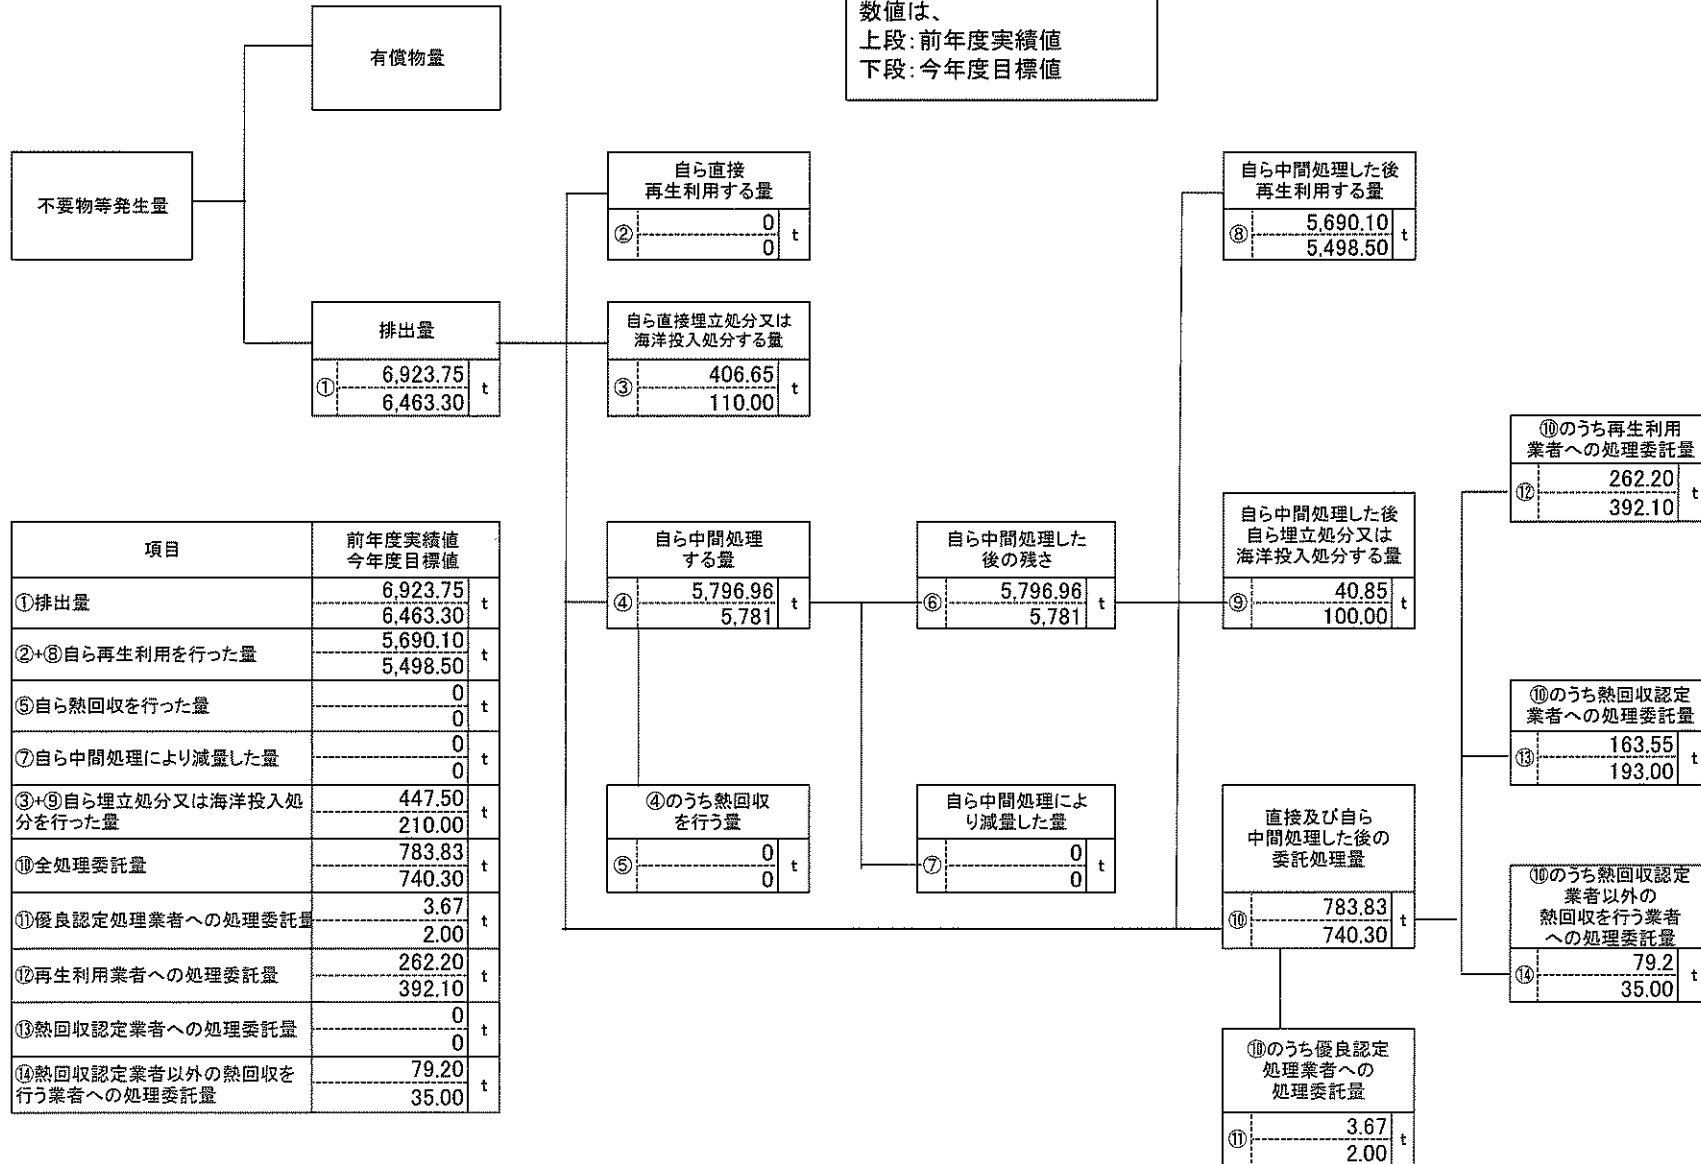 数値は、
上段:前年度実績値
下段:今年度目標値
有償物量
不要物等発生量
排出量
① 6,923.75 t
6,463.30
自ら直接
再生利用する量
② 0 t
0
自ら直接埋立処分又は
海洋投入処分する量
③ 406.65 t
110.00
自ら中間処理した後
再生利用する量
⑧ 5,690.10 t
5,498.50
自ら中間処理
する量
④ 5,796.96 t
5,781
自ら中間処理した
後の残さ
⑥ 5,796.96 t
5,781
自ら中間処理した後
自ら埋立処分又は
海洋投入処分する量
⑨ 40.85 t
100.00
④のうち熱回収
を行う量
⑤ 0 t
0
自ら中間処理によ
り減量した量
⑦ 0 t
0
直接及び自ら
中間処理した後の
委託処理量
⑩ 783.83 t
740.30
⑩のうち優良認定
処理業者への
処理委託量
⑪ 3.67 t
2.00
⑩のうち再生利用
業者への処理委託量
⑫ 262.20 t
392.10
⑩のうち熱回収認定
業者への処理委託量
⑬ 163.55 t
193.00
⑩のうち熱回収認定
業者以外の
熱回収を行う業者
への処理委託量
⑭ 79.2 t
35.00
項目 前年度実績値
今年度目標値
①排出量 6,923.75 t
6,463.30
②+⑧自ら再生利用を行った量 5,690.10 t
5,498.50
⑤自ら熱回収を行った量 0 t
0
⑦自ら中間処理により減量した量 0 t
0
③+⑨自ら埋立処分又は海洋投入処 447.50 t
分を行った量 210.00
⑩全処理委託量 783.83 t
740.30
⑪優良認定処理業者への処理委託量 3.67 t
2.00
⑫再生利用業者への処理委託量 262.20 t
392.10
⑬熱回収認定業者への処理委託量 0 t
0
⑭熱回収認定業者以外の熱回収を 79.20 t
行う業者への処理委託量 35.00